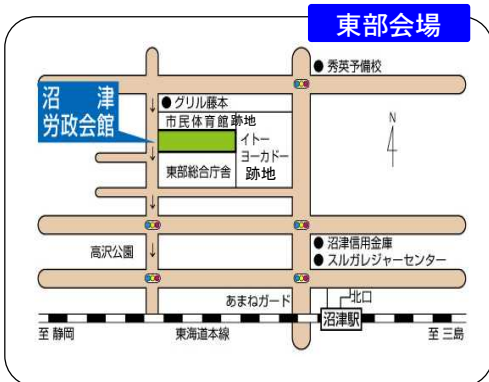 東部会場
● 秀英予備校
沼 津
労政会館
● グリル藤本
市民体育館跡地
イトー
ヨーカドー
跡地
東部総合庁舎
N
高沢公園
● 沼津信用金庫
● スルガレジャーセンター
あまねガード
北口
沼津駅
至 静岡
東海道本線
至 三島